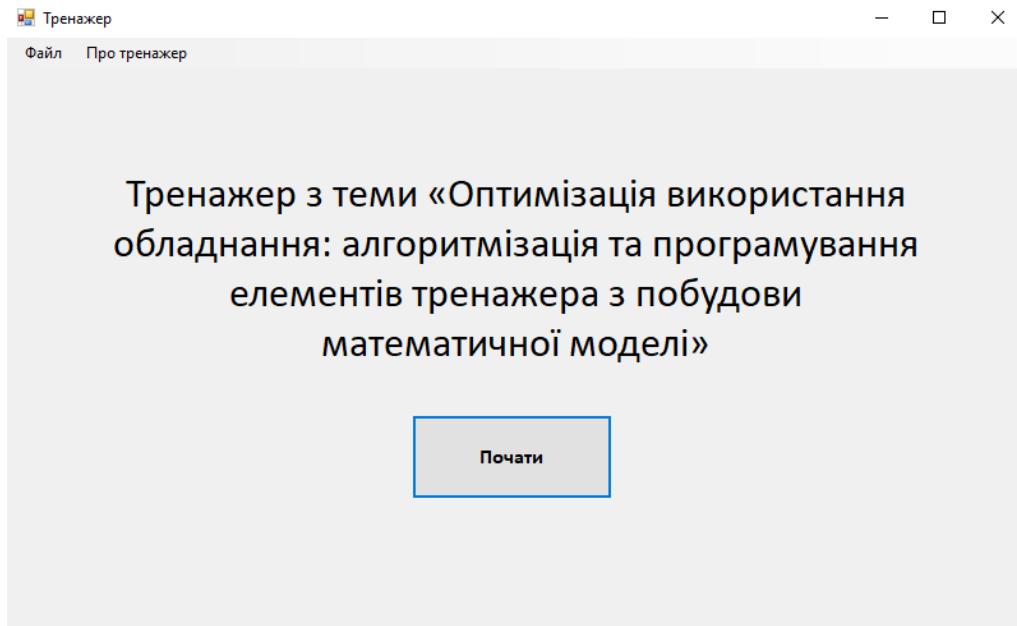 Тренажер
Файл Про тренажер
Тренажер з теми «Оптимізація використання
обладнання: алгоритмізація та програмування
елементів тренажера з побудови
математичної моделі»
Почати